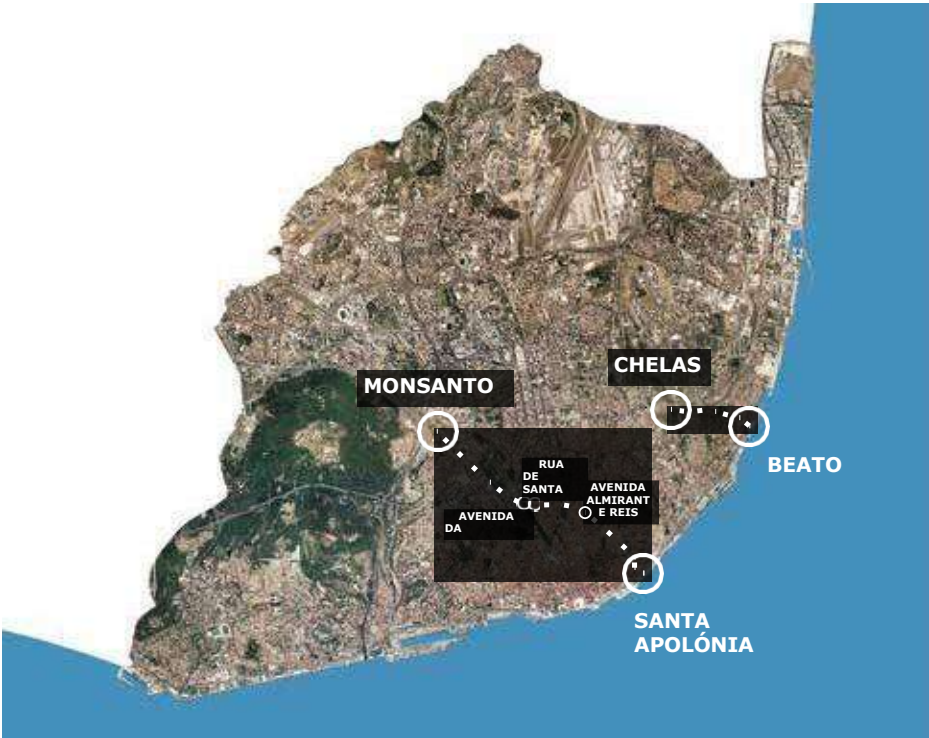 CHELAS
MONSANTO
BEATO
RUA
DE
SANTA
AVENIDA
ALMIRANT
E REIS
AVENIDA
DA
SANTA
APOLÓNIA